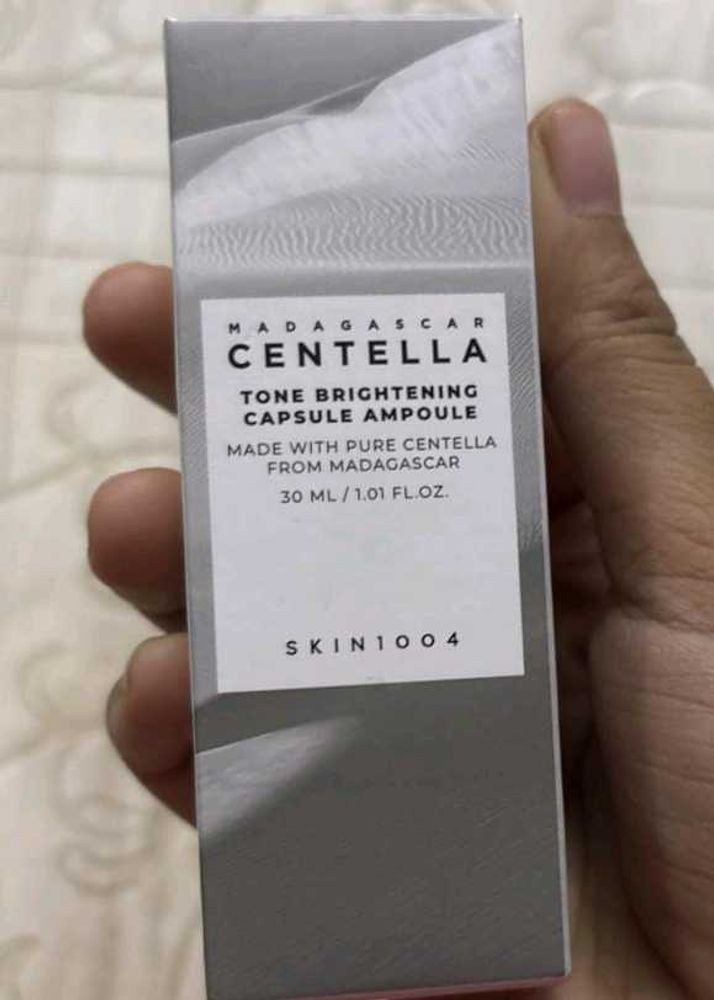 MADAGASCAR
CENTELLA
TONE BRIGHTENING
CAPSULE AMPOULE
MADE WITH PURE CENTELLA
FROM MADAGASCAR
30 ML / 1.01 FL.OZ.
SKIN1004